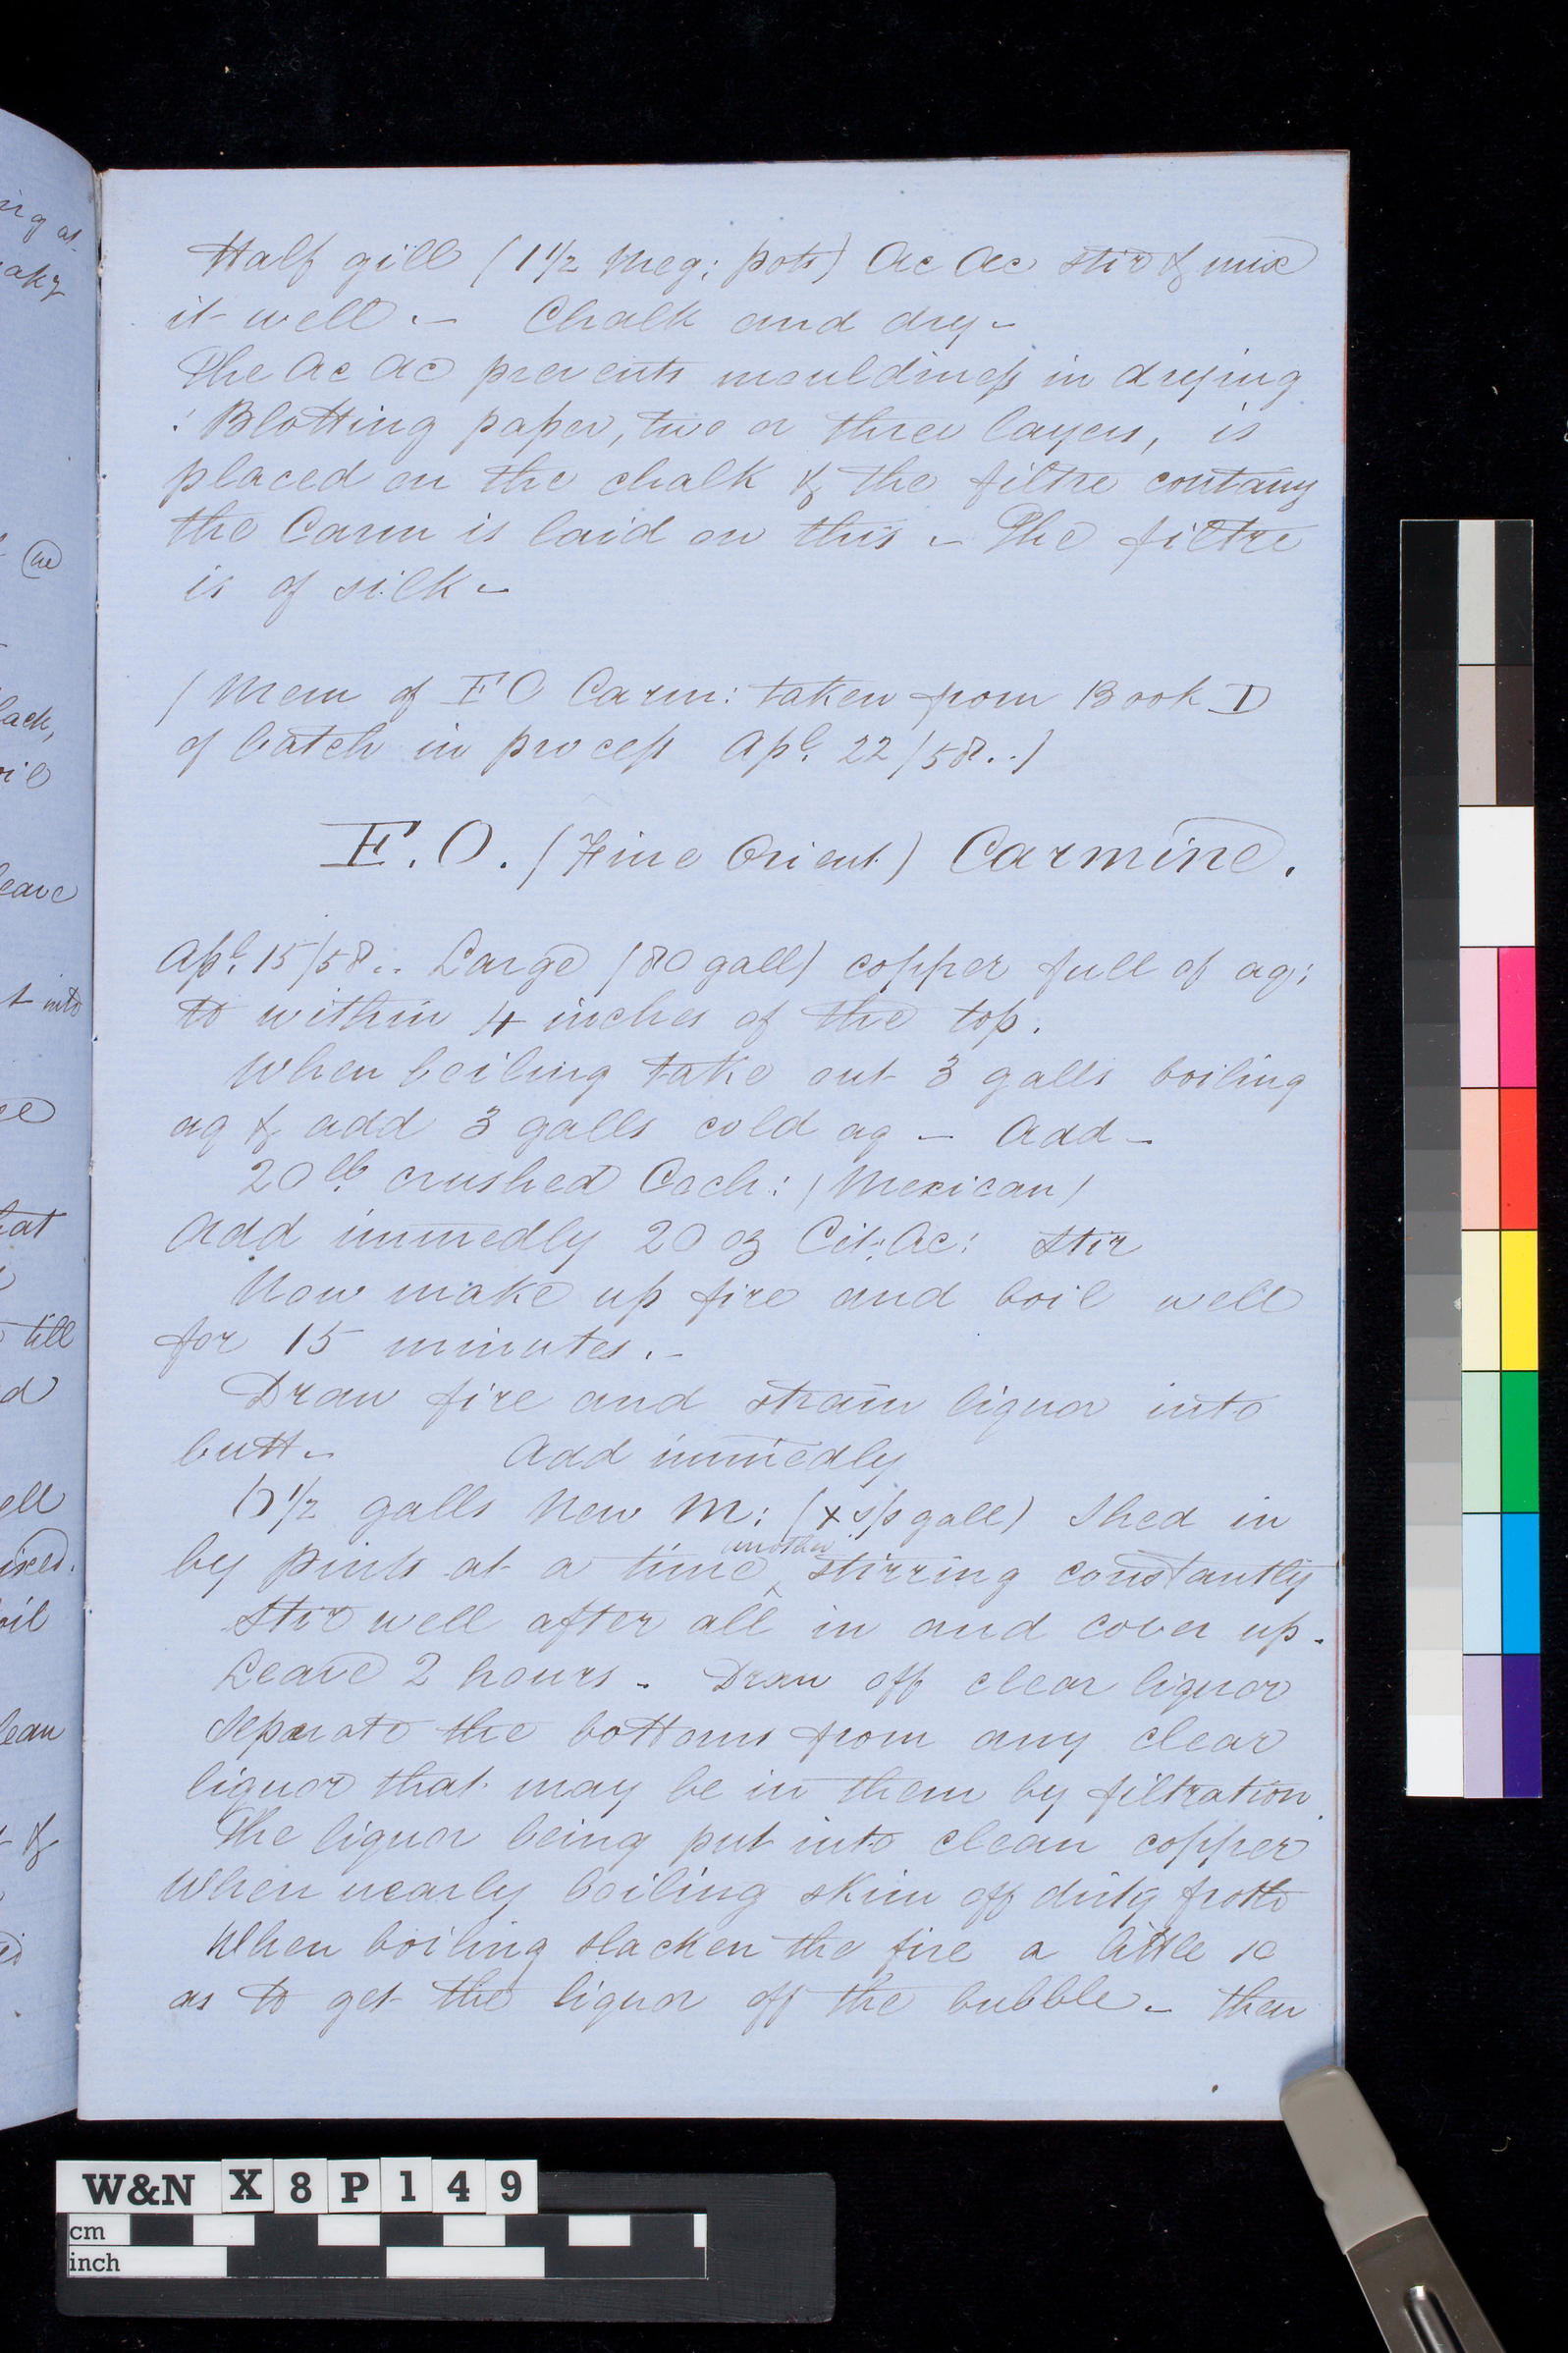 Half gill (1 1/2 Meg: pots) Ac Ac stir & mix
it well. – Chalk and dry –
The Ac Ac prevents mouldiness in drying
: Blotting paper, two or three layers, is
placed on the chalk & the filtre containg
the Carm is laid on this – The filtre
is of silk –
(Mem of F O Carm: taken from Book D
of batch in process Apl. 22/58..)
F. O. (Fine Orient) Carmine.
Apl. 15/58.. Large (80 gall) copper full of aq:
to within 4 inches of the top.
When boiling take out 3 galls boiling
aq & add 3 galls cold aq – Add –
20 lb. crushed Coch: (Mexican)
Add immedly 20 oz Cit: Ac: stir
Now make up fire and boil well
for 15 minutes. –
Draw fire and strain liquor into
butt – Add immedly
1/2 galls New M: ( gall) Shed in
by pints at a time another stirring constantly
Stir well after all in and cover up.
Leave 2 hours. Draw off clear liquor
Separate the bottoms from any clear
liquor that may be in them by filtration.
The liquor being put into clean copper
When nearly boiling skim off dirty froth
When boiling slacken the fire a little so
as to get the liquor off the bubble – then
ing at
aky
lack,
oil
leave
t into
hat
till
ell
ixed.
oil
lean
&
W&N X 8 P 1 4 9
cm
inch